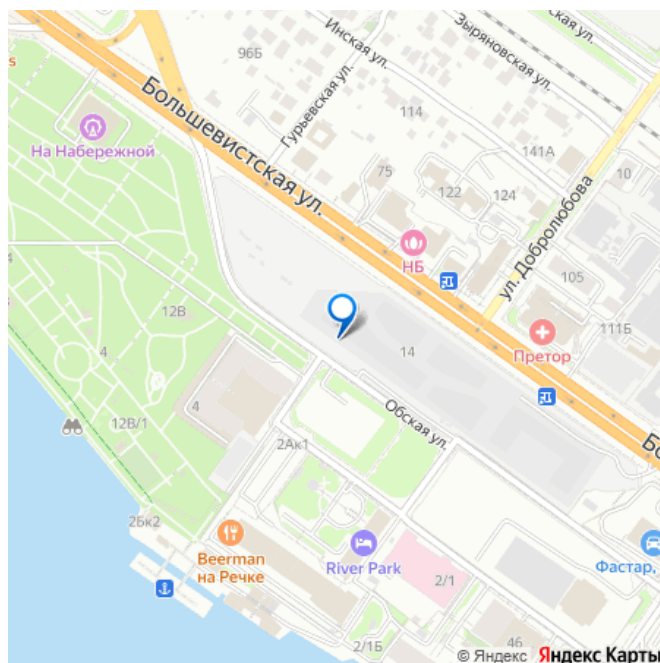 Инская ул.
Зыряновская ул.
ская ул.
96Б
Гурьевская ул.
s
На Набережной
114
141А
Большевистская ул.
75
10
122
124
ул. Добролюбова
НБ
105
12В
111Б
Претор
4
14
4
12В/1
Обская ул.
Бо
2Ак1
2Бк2
Beerman
на Речке
River Park
Фастар,
2/1
46
2/1Б
© Яндекс Яндекс Карты